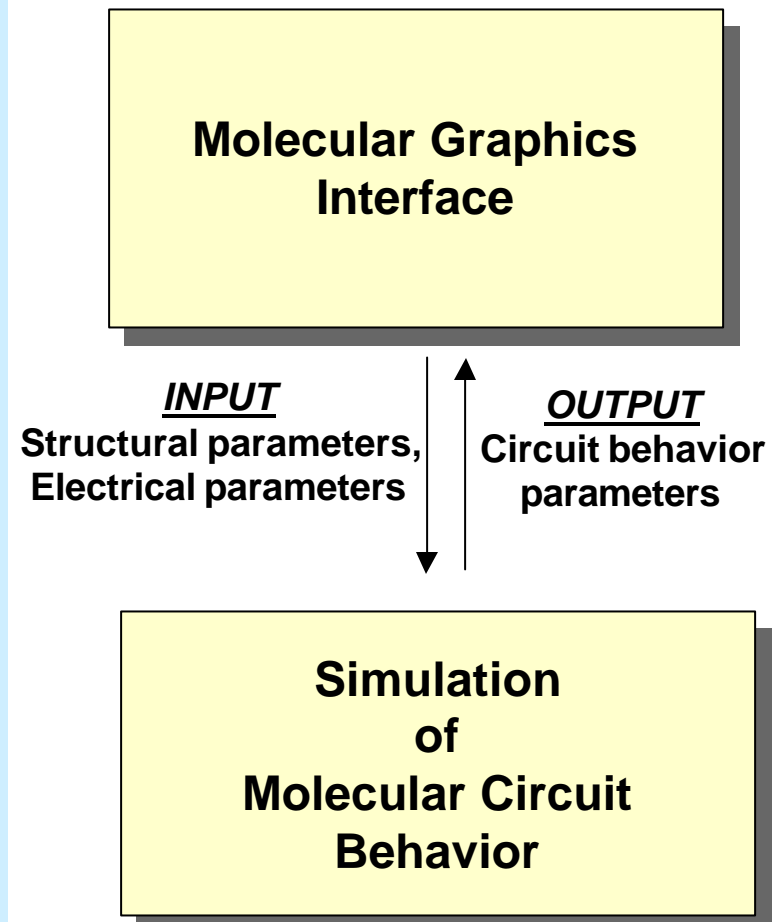 Molecular Graphics
Interface
INPUT
Structural parameters,
Electrical parameters
OUTPUT
Circuit behavior
parameters
Simulation
of
Molecular Circuit
Behavior